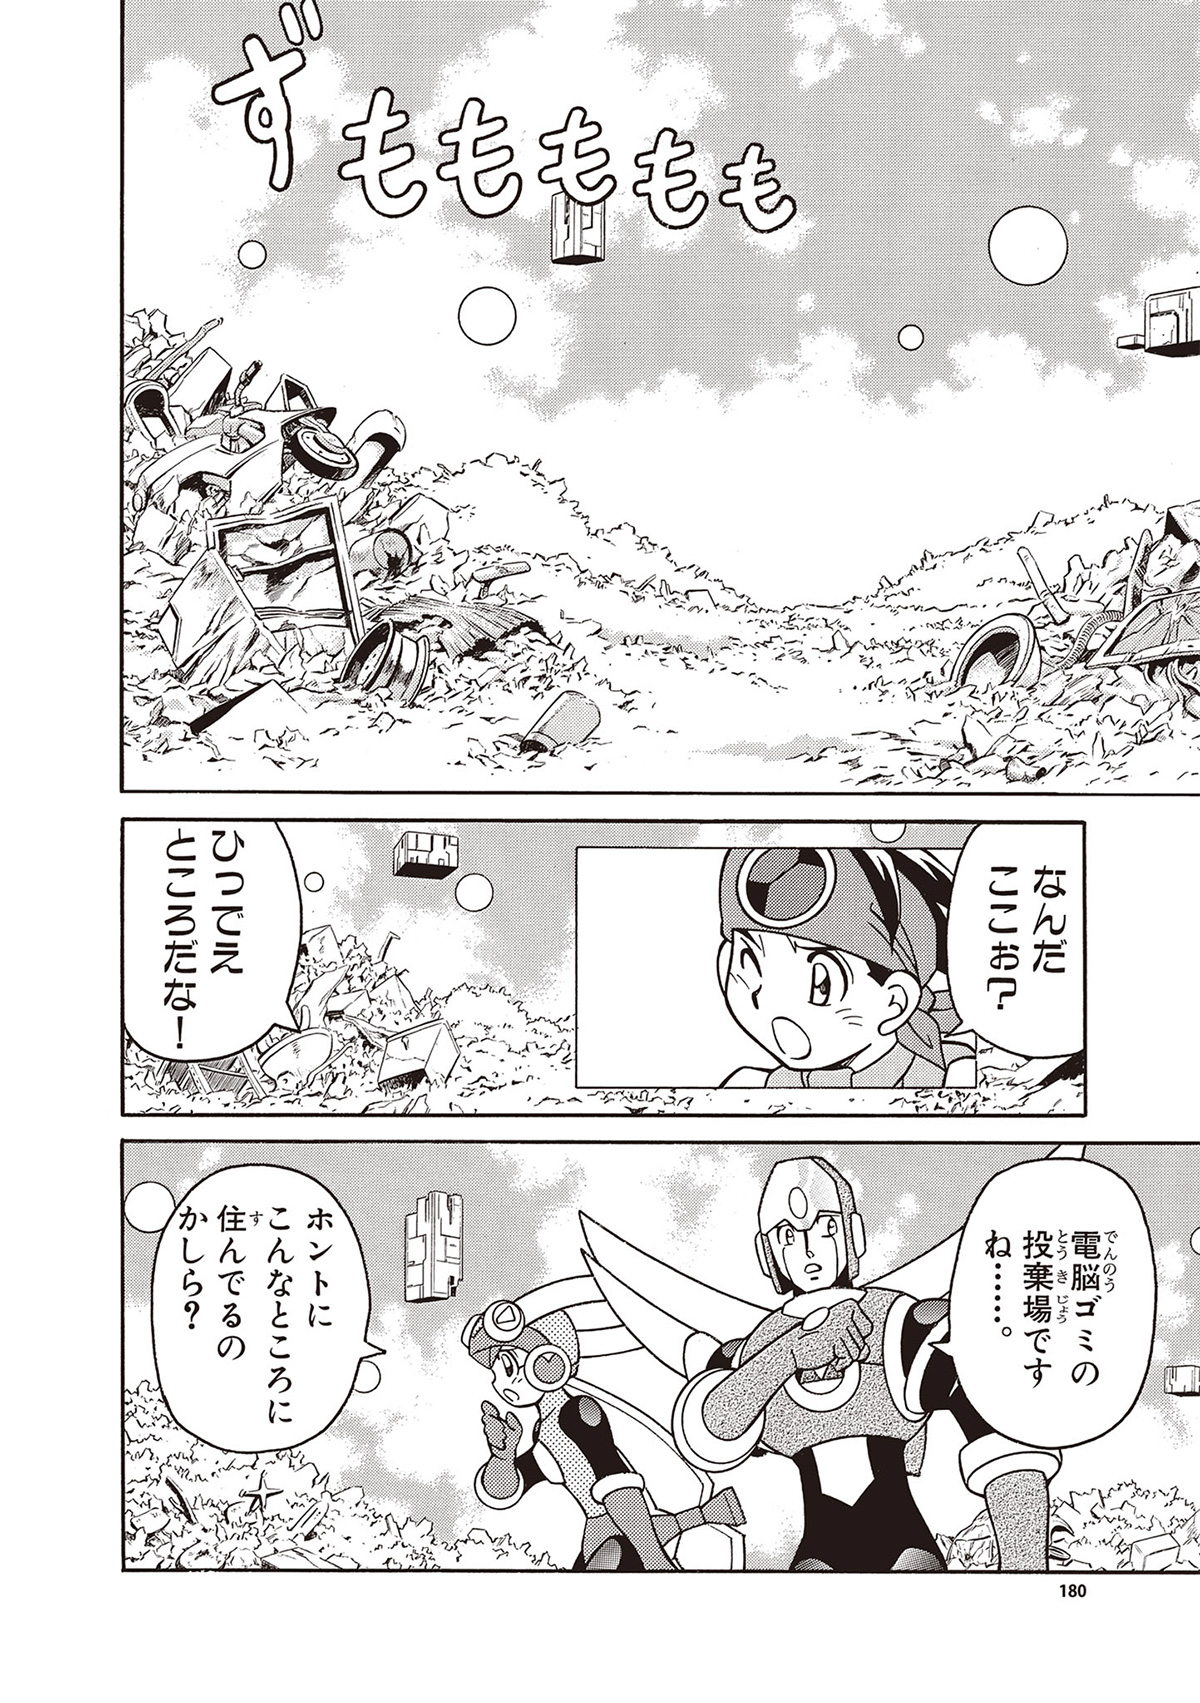 ずもももももも
なんだ
ここぉ?
ひっでえ
ところだな!
電脳ゴミの
でんのう
投棄場です
とうきじょう
ね……。
ホントに
こんなところに
住んでるの
す
かしら?
180